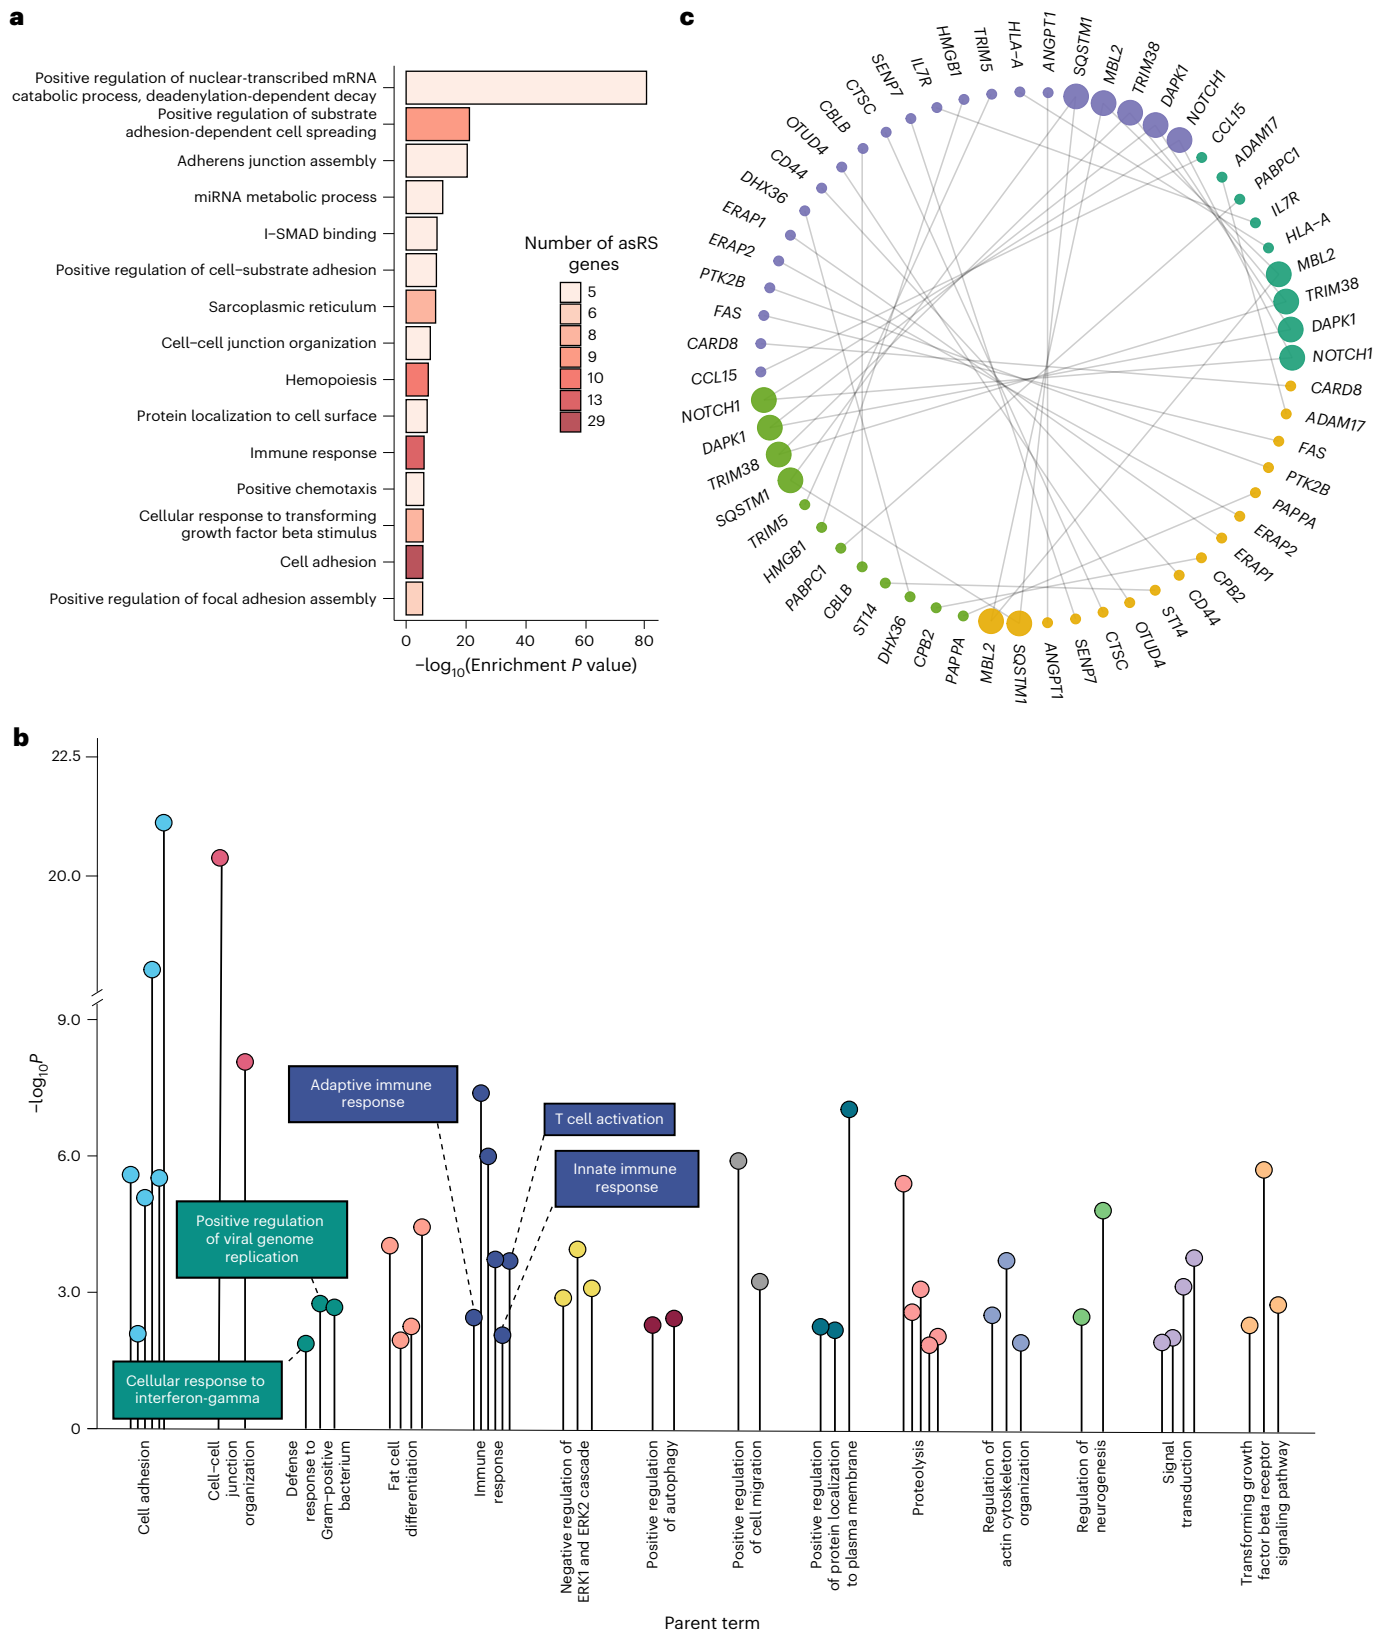 a
Positive regulation of nuclear-transcribed mRNA
catabolic process, deadenylation-dependent decay
Positive regulation of substrate
adhesion-dependent cell spreading
Adherens junction assembly
miRNA metabolic process
I–SMAD binding
Positive regulation of cell–substrate adhesion
Sarcoplasmic reticulum
Cell–cell junction organization
Hemopoiesis
Protein localization to cell surface
Immune response
Positive chemotaxis
Cellular response to transforming
growth factor beta stimulus
Cell adhesion
Positive regulation of focal adhesion assembly
0
20
40
60
80
−log10(Enrichment P value)
Number of asRS
genes
5
6
8
9
10
13
29
c
ANGPT1
SQSTM1
MBL2
TRIM38
DAPK1
NOTCH1
CCL15
ADAM17
PABPC1
IL7R
HLA–A
MBL2
TRIM38
DAPK1
NOTCH1
CARD8
ADAM17
FAS
PTK2B
PAPPA
ERAP2
ERAP1
CPB2
CD44
ST14
OTUD4
CTSC
SENP7
ANGPT1
SQSTM1
MBL2
PAPPA
CPB2
DHX36
ST14
CBLB
PABPC1
HMGB1
TRIM5
SQSTM1
TRIM38
DAPK1
NOTCH1
CCL15
CARD8
FAS
PTK2B
ERAP2
ERAP1
DHX36
CD44
OTUD4
CBLB
CTSC
SENP7
IL7R
HMGB1
TRIM5
HLA–A
b
−log10P
22.5
20.0
9.0
6.0
3.0
0
Adaptive immune
response
T cell activation
Innate immune
response
Positive regulation
of viral genome
replication
Cellular response to
interferon-gamma
Cell adhesion
Cell–cell
junction
organization
Defense
response to
Gram–positive
bacterium
Fat cell
differentiation
Immune
response
Negative regulation of
ERK1 and ERK2 cascade
Positive regulation
of autophagy
Positive regulation
of cell migration
Positive regulation
of protein localization
to plasma membrane
Proteolysis
Regulation of
actin cytoskeleton
organization
Regulation of
neurogenesis
Signal
transduction
Transforming growth
factor beta receptor
signaling pathway
Parent term